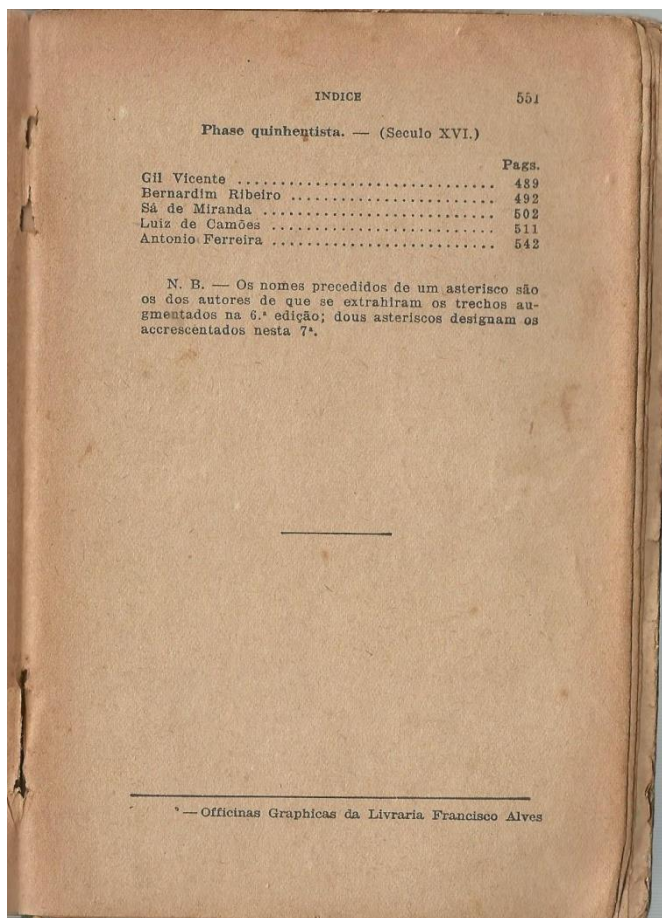 INDICE 551
Phase quinhentista. — (Seculo XVI.)
Pags.
Gil Vicente .............................. 489
Bernardim Ribeiro ........................ 492
Sá de Miranda ........................... 502
Luiz de Camões ........................... 511
Antonio Ferreira .......................... 542
N. B. — Os nomes precedidos de um asterisco são
os dos autores de que se extrahiram os trechos au-
gmentados na 6.ª edição; dous asteriscos designam os
accrescentados nesta 7ª.
— Officinas Graphicas da Livraria Francisco Alves